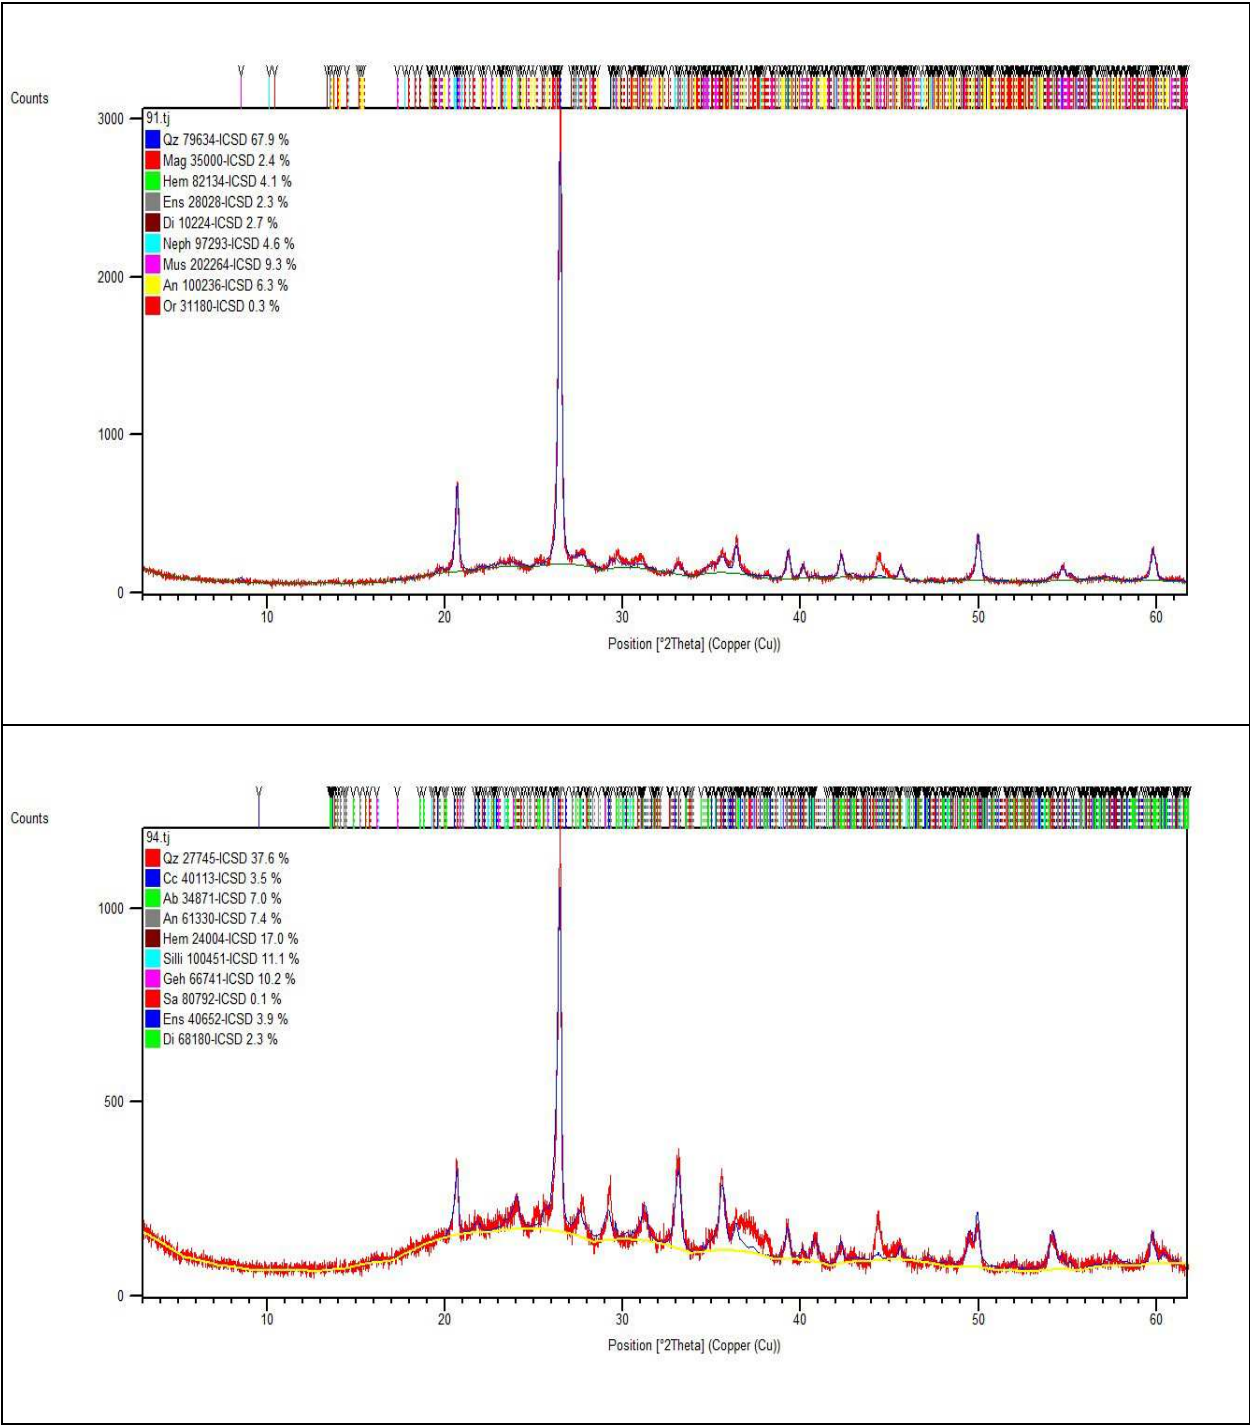 Counts
3000
91.tj
Qz 79634-ICSD 67.9 %
Mag 35000-ICSD 2.4 %
Hem 82134-ICSD 4.1 %
Ens 28028-ICSD 2.3 %
Di 10224-ICSD 2.7 %
Neph 97293-ICSD 4.6 %
Mus 202264-ICSD 9.3 %
An 100236-ICSD 6.3 %
Or 31180-ICSD 0.3 %
2000
1000
0
10 20 30 40 50 60
Position [°2Theta] (Copper (Cu))
Counts
94.tj
Qz 27745-ICSD 37.6 %
Cc 40113-ICSD 3.5 %
Ab 34871-ICSD 7.0 %
An 61330-ICSD 7.4 %
Hem 24004-ICSD 17.0 %
Silli 100451-ICSD 11.1 %
Geh 66741-ICSD 10.2 %
Sa 80792-ICSD 0.1 %
Ens 40652-ICSD 3.9 %
Di 68180-ICSD 2.3 %
1000
500
0
10 20 30 40 50 60
Position [°2Theta] (Copper (Cu))